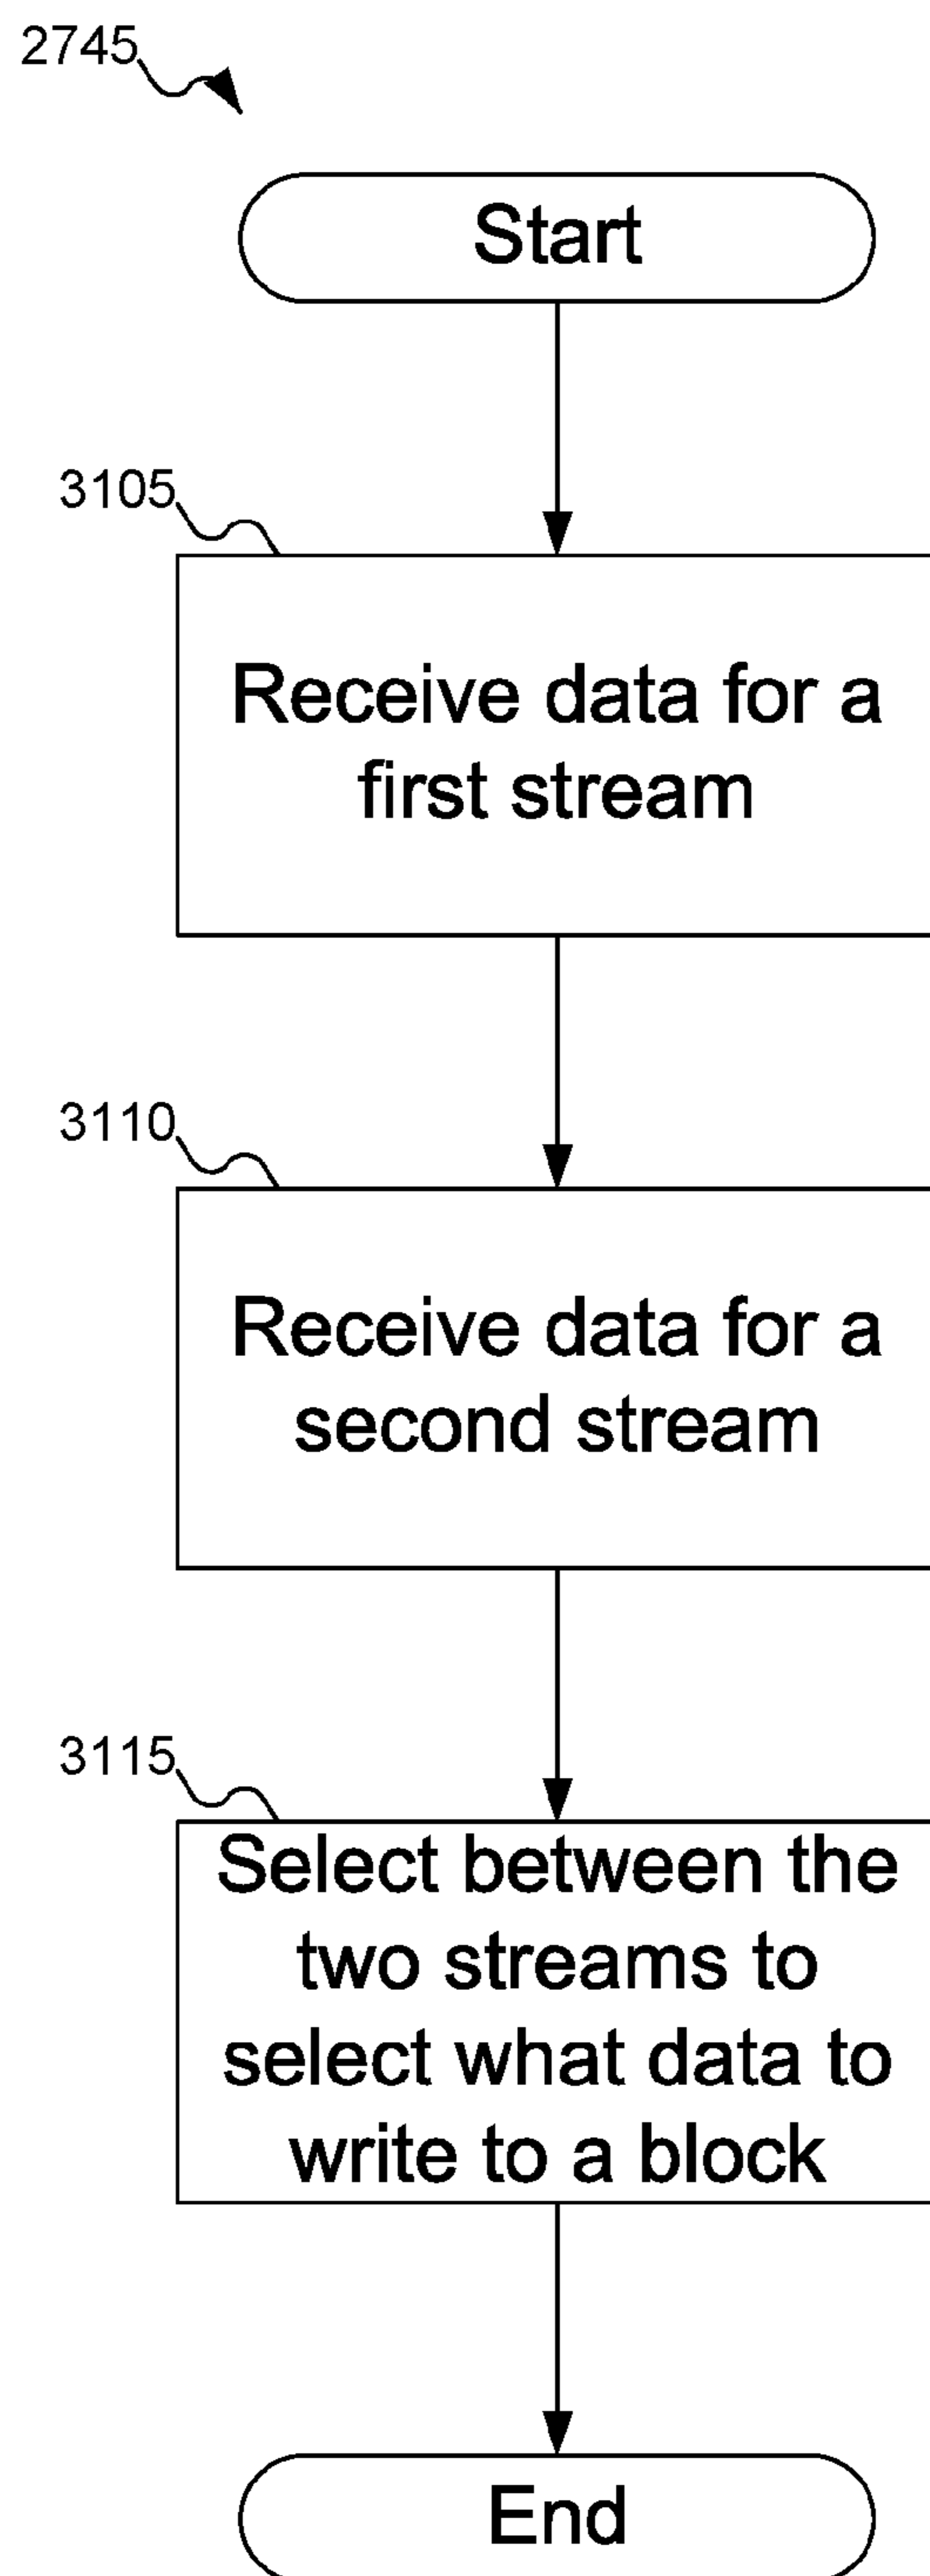 2745
Start
3105
Receive data for a
first stream
3110
Receive data for a
second stream
3115
Select between the
two streams to
select what data to
write to a block
End